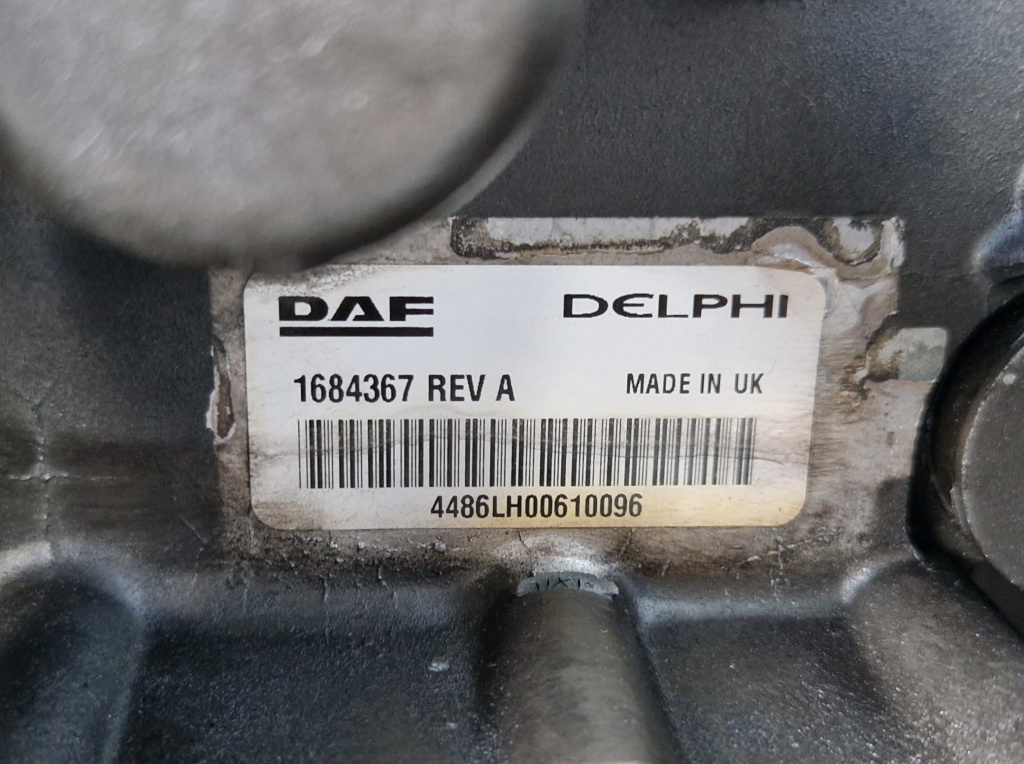 DAF DELPHI
1684367 REV A MADE IN UK
4486LH00610096